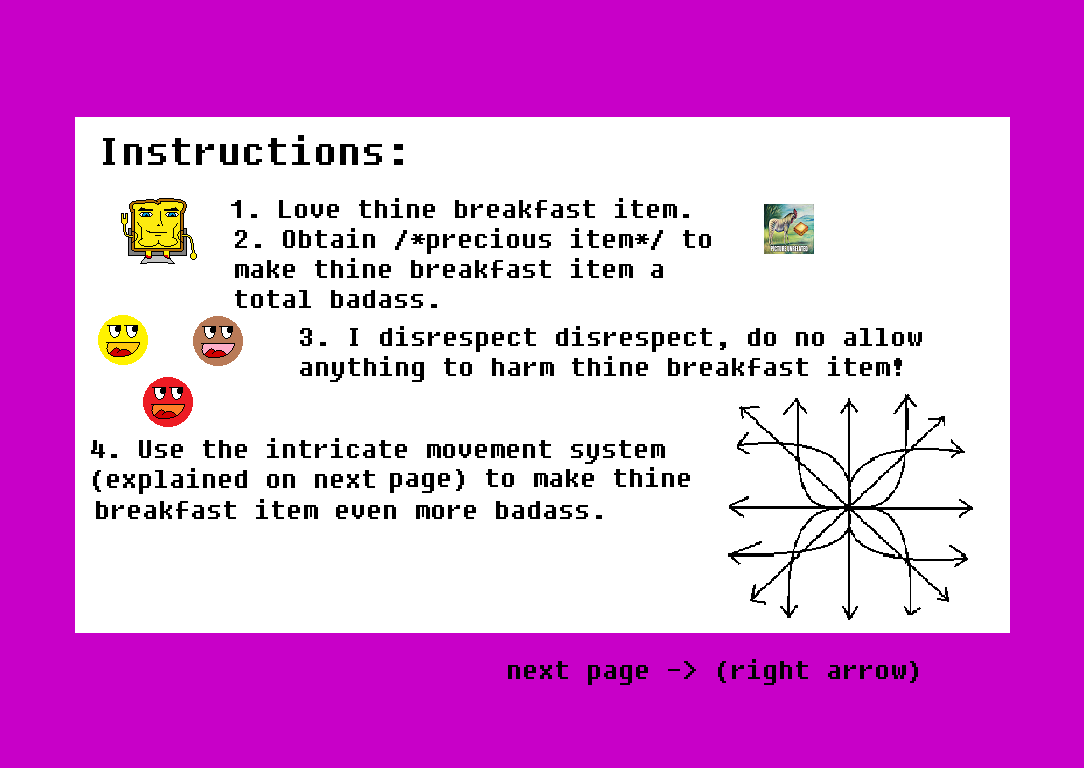 Instructions:
1. Love thine breakfast item.
2. Obtain /*precious item*/ to
make thine breakfast item a
total badass.
3. I disrespect disrespect, do no allow
anything to harm thine breakfast item!
4. Use the intricate movement system
(explained on next page) to make thine
breakfast item even more badass.
next page -> (right arrow)